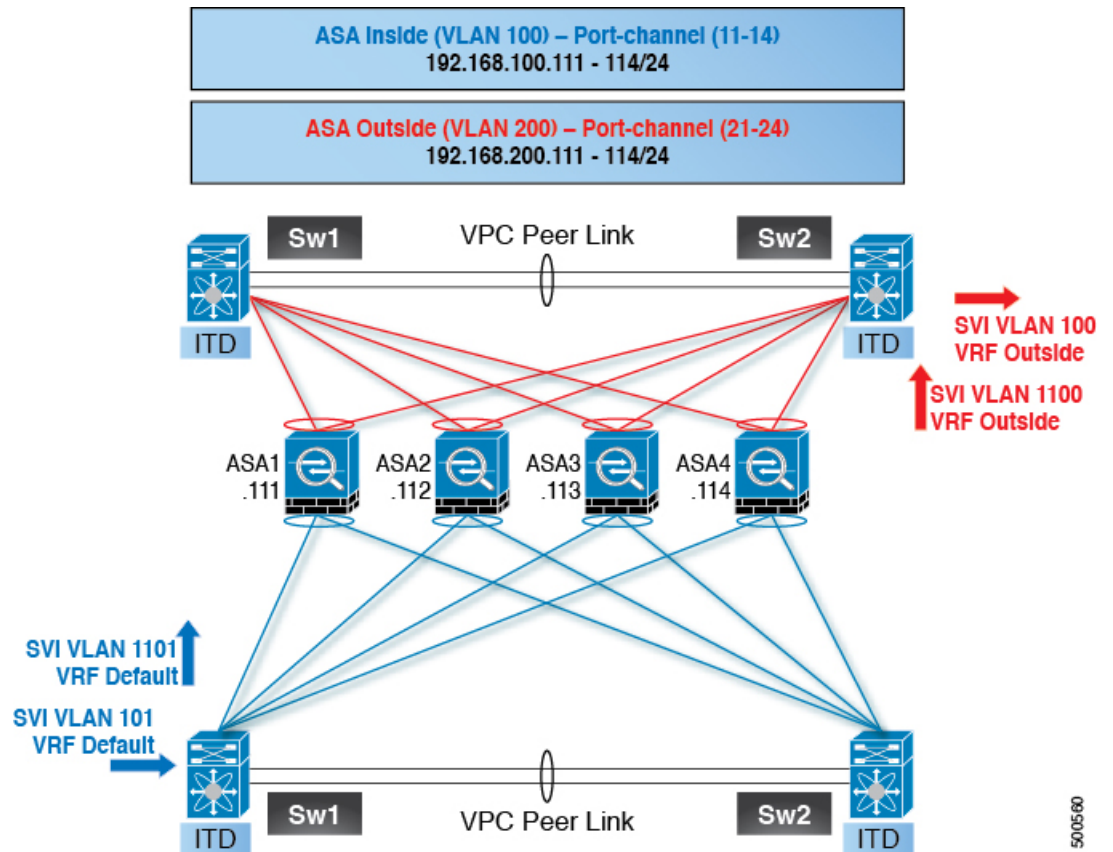 ASA Inside (VLAN 100) – Port-channel (11-14)
192.168.100.111 - 114/24
ASA Outside (VLAN 200) – Port-channel (21-24)
192.168.200.111 - 114/24
Sw1
VPC Peer Link
Sw2
ITD
ITD
SVI VLAN 100
VRF Outside
SVI VLAN 1100
VRF Outside
ASA1
.111
ASA2
.112
ASA3
.113
ASA4
.114
SVI VLAN 1101
VRF Default
SVI VLAN 101
VRF Default
Sw1
VPC Peer Link
Sw2
ITD
ITD
500560